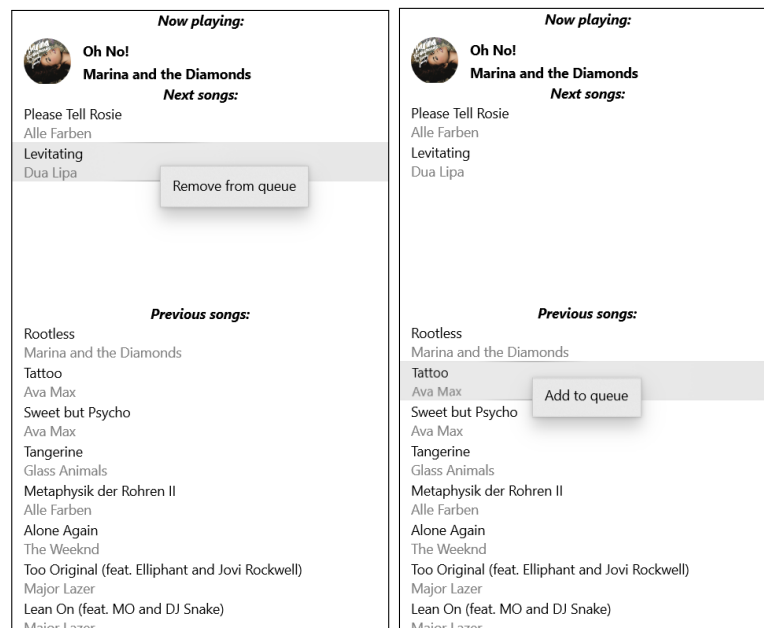 Now playing:
Oh No!
Marina and the Diamonds
Next songs:
Please Tell Rosie
Alle Farben
Levitating
Dua Lipa
Remove from queue
Previous songs:
Rootless
Marina and the Diamonds
Tattoo
Ava Max
Sweet but Psycho
Ava Max
Tangerine
Glass Animals
Metaphysik der Rohren II
Alle Farben
Alone Again
The Weeknd
Too Original (feat. Elliphant and Jovi Rockwell)
Major Lazer
Lean On (feat. MO and DJ Snake)
Major Lazer
Now playing:
Oh No!
Marina and the Diamonds
Next songs:
Please Tell Rosie
Alle Farben
Levitating
Dua Lipa
Previous songs:
Rootless
Marina and the Diamonds
Tattoo
Ava Max
Add to queue
Sweet but Psycho
Ava Max
Tangerine
Glass Animals
Metaphysik der Rohren II
Alle Farben
Alone Again
The Weeknd
Too Original (feat. Elliphant and Jovi Rockwell)
Major Lazer
Lean On (feat. MO and DJ Snake)
Major Lazer